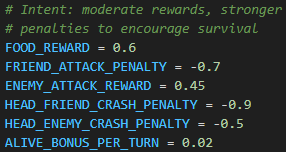 # Intent: moderate rewards, stronger
# penalties to encourage survival
FOOD_REWARD = 0.6
FRIEND_ATTACK_PENALTY = -0.7
ENEMY_ATTACK_REWARD = 0.45
HEAD_FRIEND_CRASH_PENALTY = -0.9
HEAD_ENEMY_CRASH_PENALTY = -0.5
ALIVE_BONUS_PER_TURN = 0.02